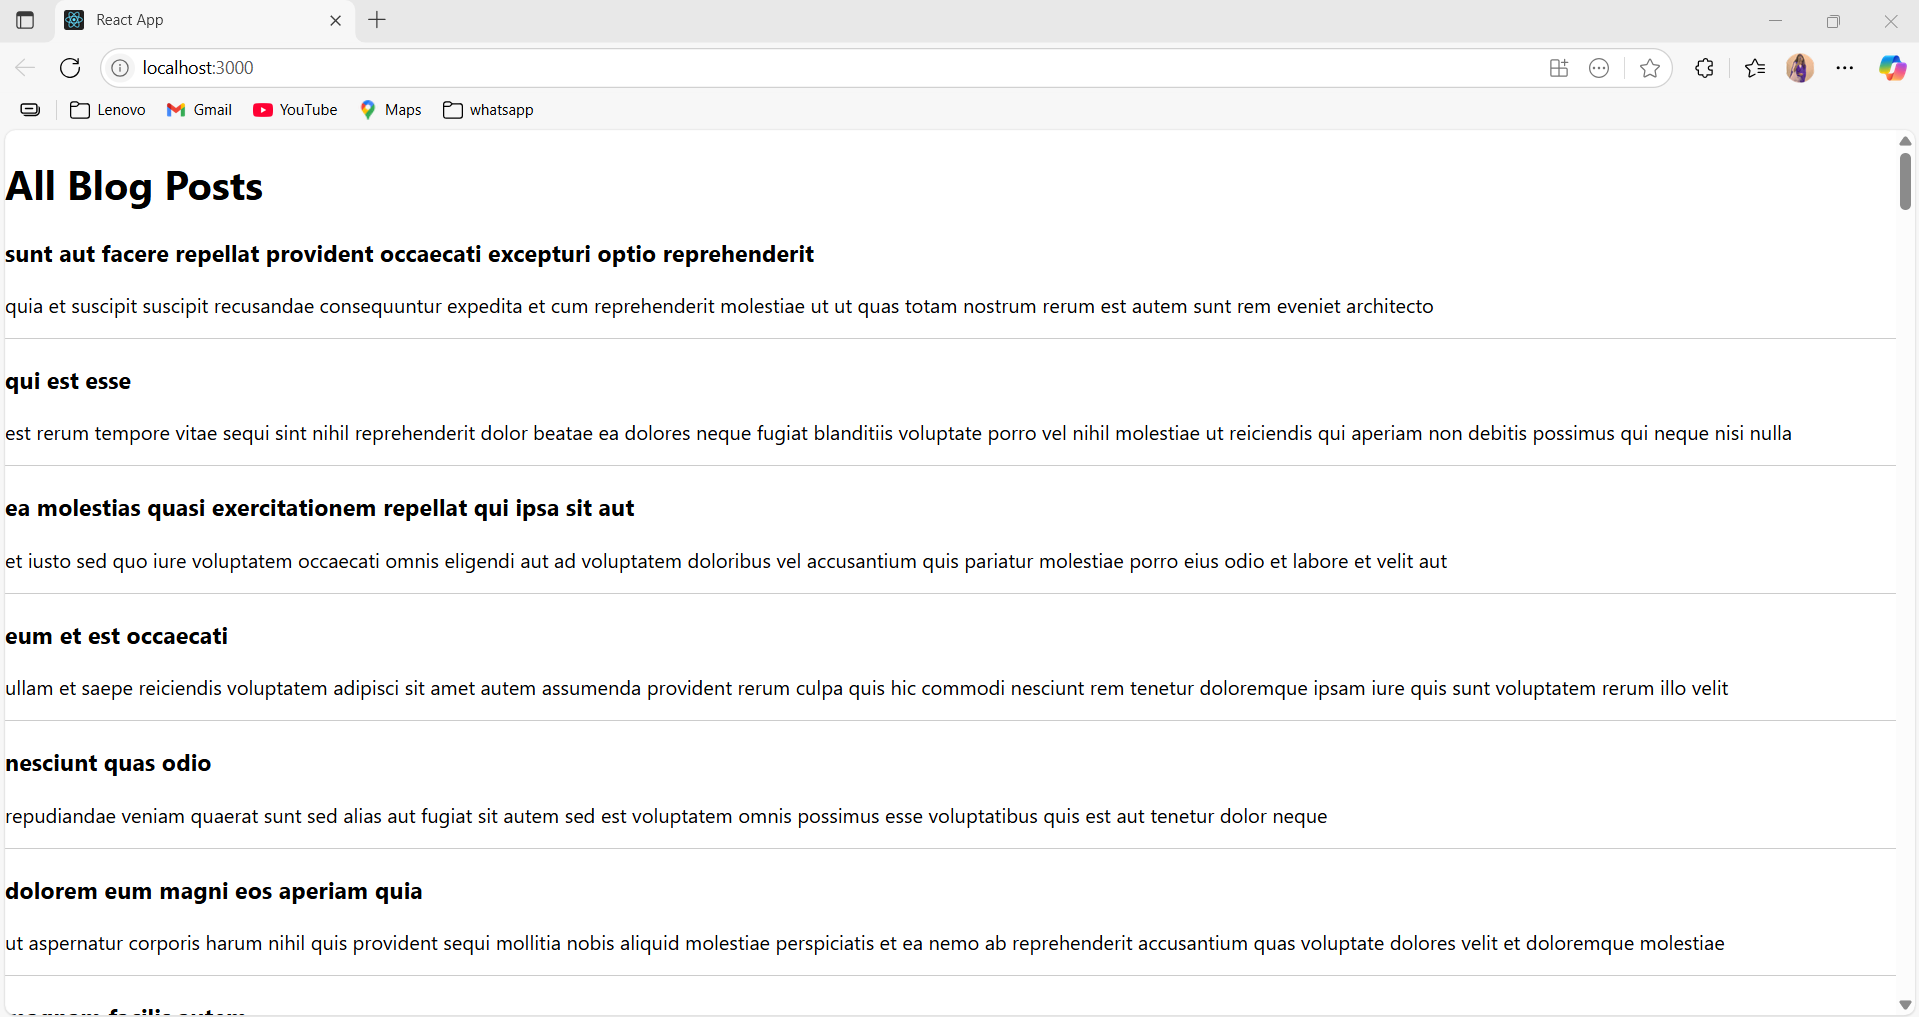 React App
localhost:3000
Lenovo Gmail YouTube Maps whatsapp
All Blog Posts
sunt aut facere repellat provident occaecati excepturi optio reprehenderit
quia et suscipit suscipit recusandae consequuntur expedita et cum reprehenderit molestiae ut ut quas totam nostrum rerum est autem sunt rem eveniet architecto
qui est esse
est rerum tempore vitae sequi sint nihil reprehenderit dolor beatae ea dolores neque fugiat blanditiis voluptate porro vel nihil molestiae ut reiciendis qui aperiam non debitis possimus qui neque nisi nulla
ea molestias quasi exercitationem repellat qui ipsa sit aut
et iusto sed quo iure voluptatem occaecati omnis eligendi aut ad voluptatem doloribus vel accusantium quis pariatur molestiae porro eius odio et labore et velit aut
eum et est occaecati
ullam et saepe reiciendis voluptatem adipisci sit amet autem assumenda provident rerum culpa quis hic commodi nesciunt rem tenetur doloremque ipsam iure quis sunt voluptatem rerum illo velit
nesciunt quas odio
repudiandae veniam quaerat sunt sed alias aut fugiat sit autem sed est voluptatem omnis possimus esse voluptatibus quis est aut tenetur dolor neque
dolorem eum magni eos aperiam quia
ut aspernatur corporis harum nihil quis provident sequi mollitia nobis aliquid molestiae perspiciatis et ea nemo ab reprehenderit accusantium quas voluptate dolores velit et doloremque molestiae
magnam facilis autem